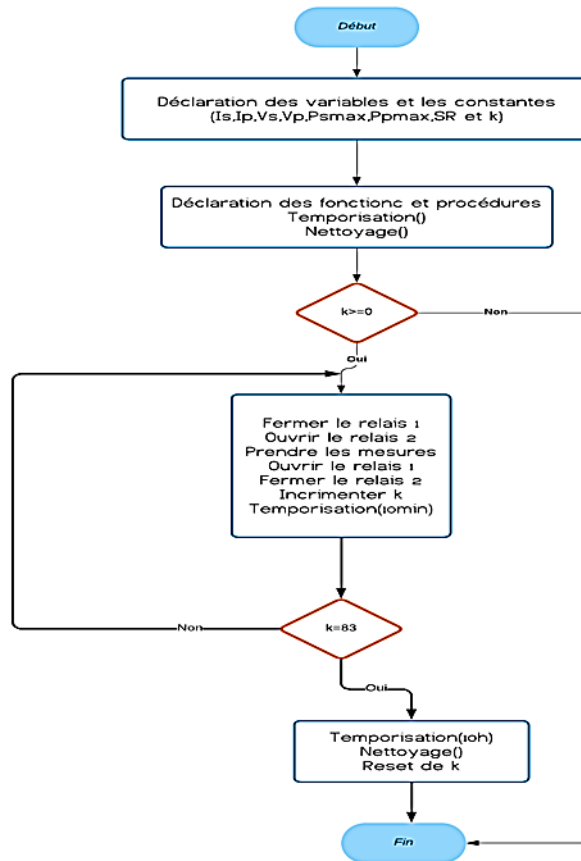 Début
Déclaration des variables et les constantes
(Is,Ip,Vs,Vp,Psmax,Ppmax,SR et k)
Déclaration des fonctionc et procédures
Temporisation()
Nettoyage()
k>=0
Non
Oui
Fermer le relais 1
Ouvrir le relais 2
Prendre les mesures
Ouvrir le relais 1
Fermer le relais 2
Incrimenter k
Temporisation(10min)
k=83
Non
Oui
Temporisation(10h)
Nettoyage()
Reset de k
Fin